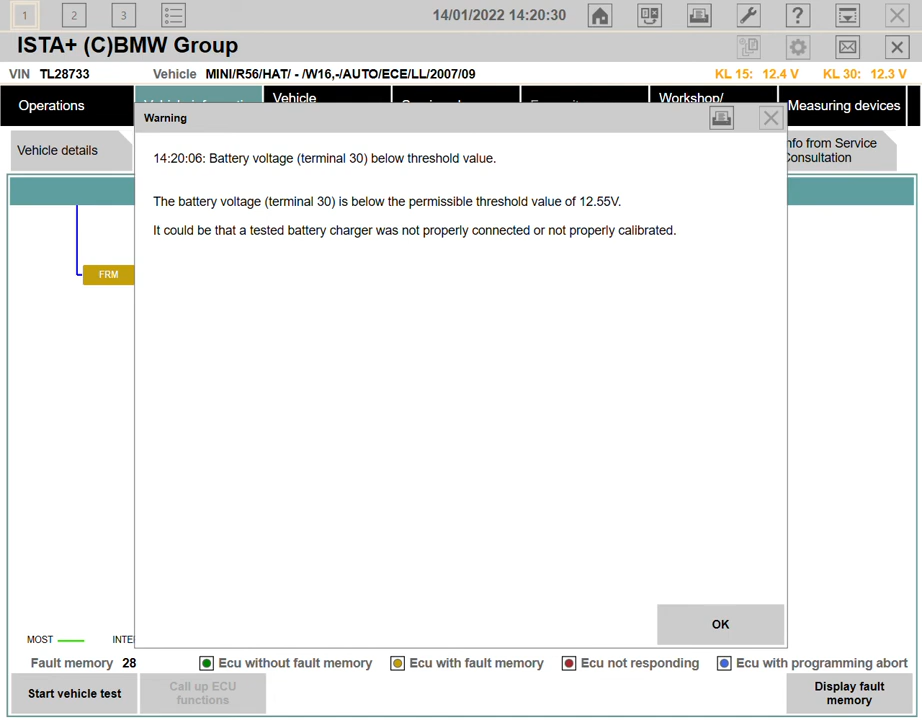 1 2 3 14/01/2022 14:20:30 ?
ISTA+ (C)BMW Group
VIN TL28733 Vehicle MINI/R56/HAT/ - /W16,-/AUTO/ECE/LL/2007/09 KL 15: 12.4 V KL 30: 12.3 V
Operations Vehicle Workshop/ Measuring devices
Warning
Vehicle details
nfo from Service
Consultation
14:20:06: Battery voltage (terminal 30) below threshold value.
The battery voltage (terminal 30) is below the permissible threshold value of 12.55V.
It could be that a tested battery charger was not properly connected or not properly calibrated.
FRM
OK
MOST INTE
Fault memory 28 Ecu without fault memory Ecu with fault memory Ecu not responding Ecu with programming abort
Start vehicle test
Call up ECU
functions
Display fault
memory